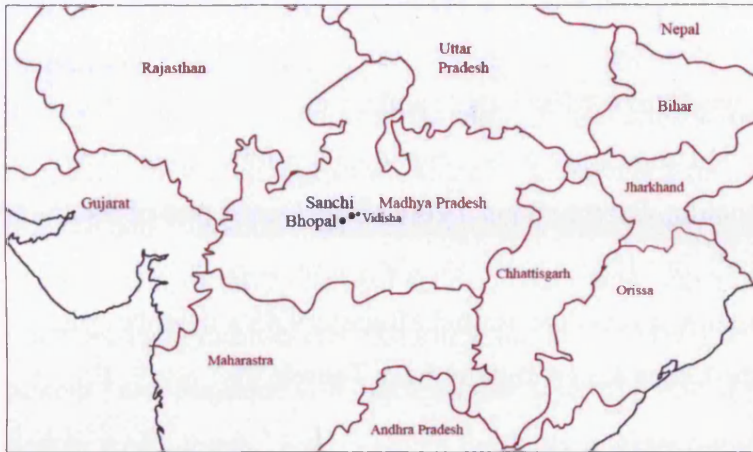 Nepal
Uttar
Pradesh
Rajasthan
Bihar
Jharkhand
Gujarat
Sanchi
Madhya Pradesh
Bhopal
Vidisha
Chhattisgarh
Orissa
Maharastra
Andhra Pradesh